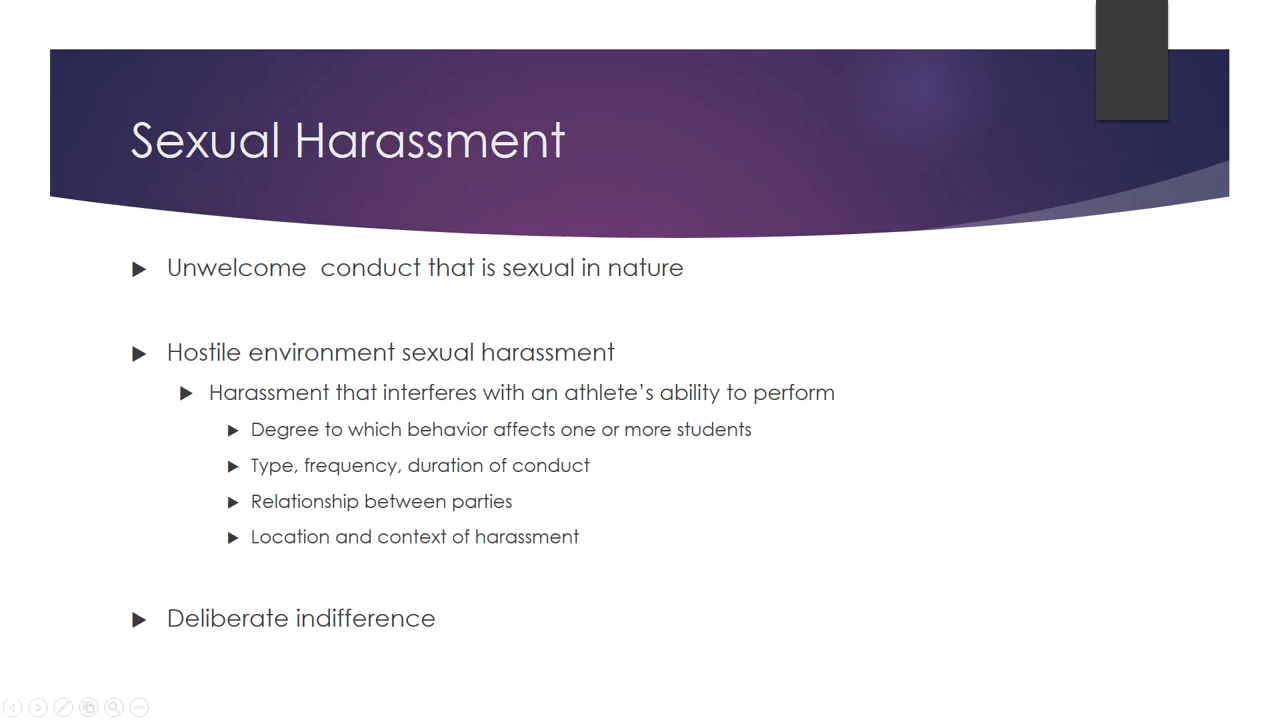 Sexual Harassment
Unwelcome  conduct that is sexual in nature
Hostile environment sexual harassment
Harassment that interferes with an athlete’s ability to perform
Degree to which behavior affects one or more students
Type, frequency, duration of conduct
Relationship between parties
Location and context of harassment
Deliberate indifference